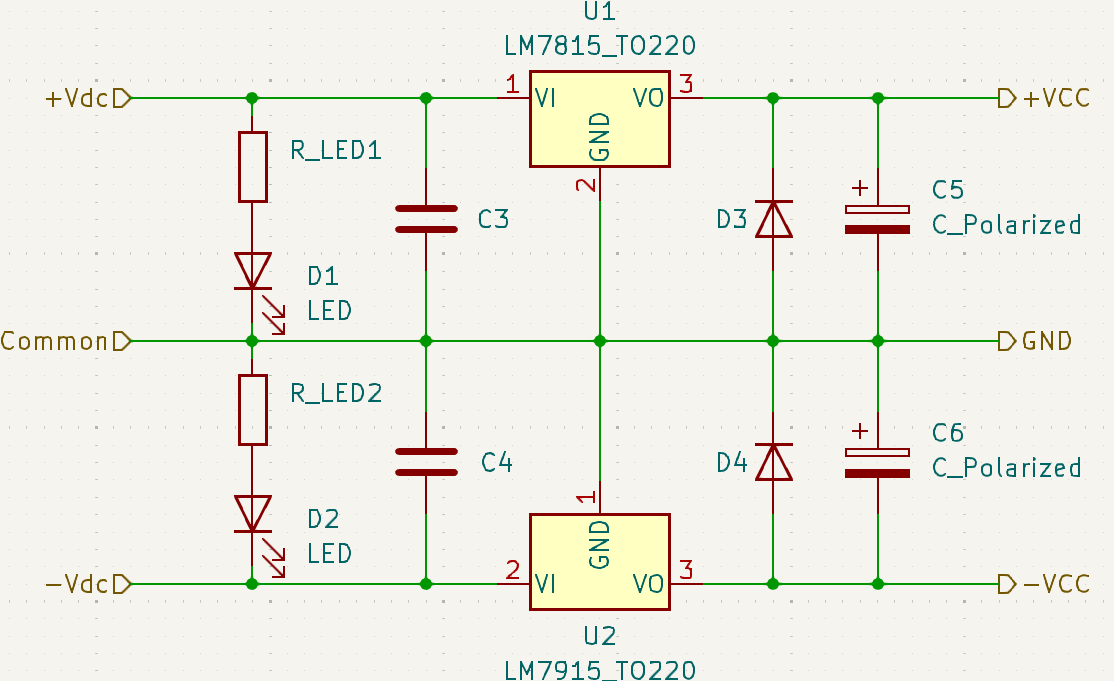 U1
LM7815_TO220
+Vdc
1
VI
VO
3
+VCC
GND
2
R_LED1
C3
D3
+
C5
C_Polarized
D1
LED
Common
GND
R_LED2
C4
D4
+
C6
C_Polarized
1
D2
LED
GND
-Vdc
2
VI
VO
3
-VCC
U2
LM7915_TO220